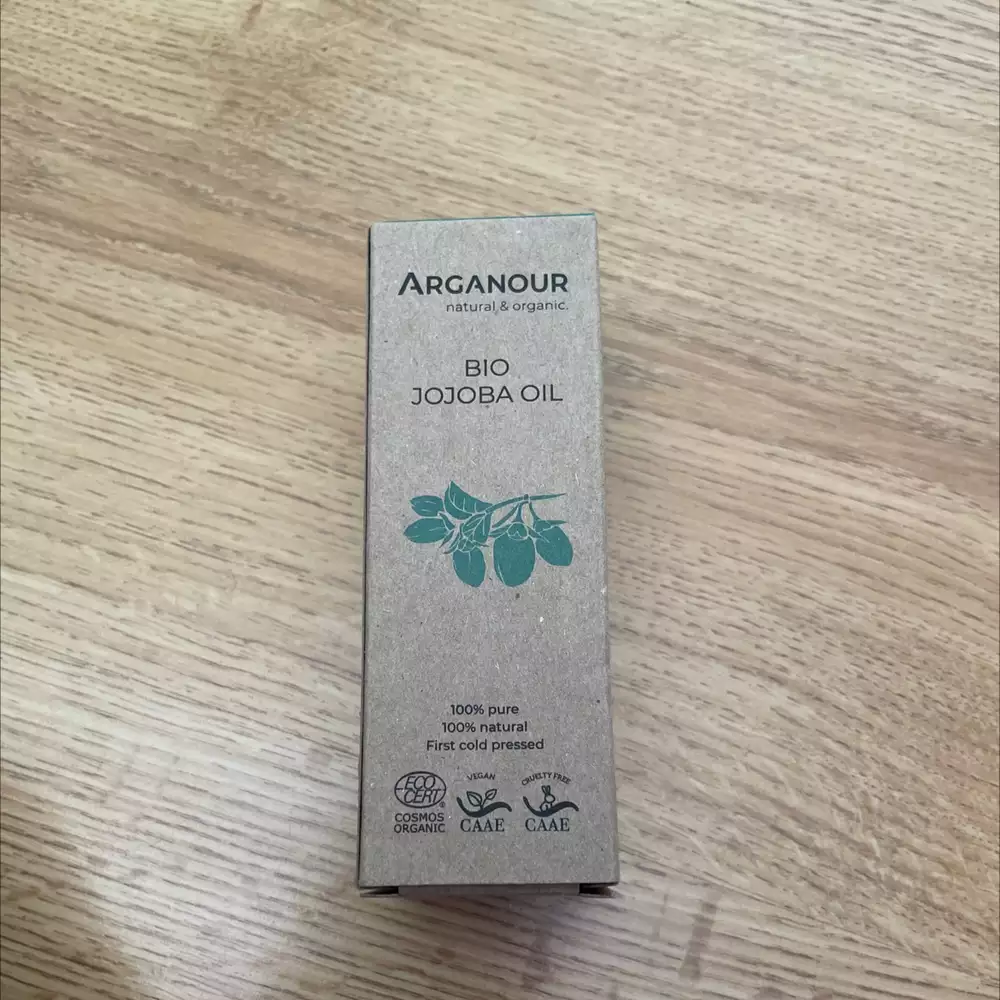 ARGANOUR
natural & organic.
BIO
JOJOBA OIL
100% pure
100% natural
First cold pressed
ECO
CERT
®
COSMOS
ORGANIC
VEGAN
CAAE
CRUELTY FREE
CAAE